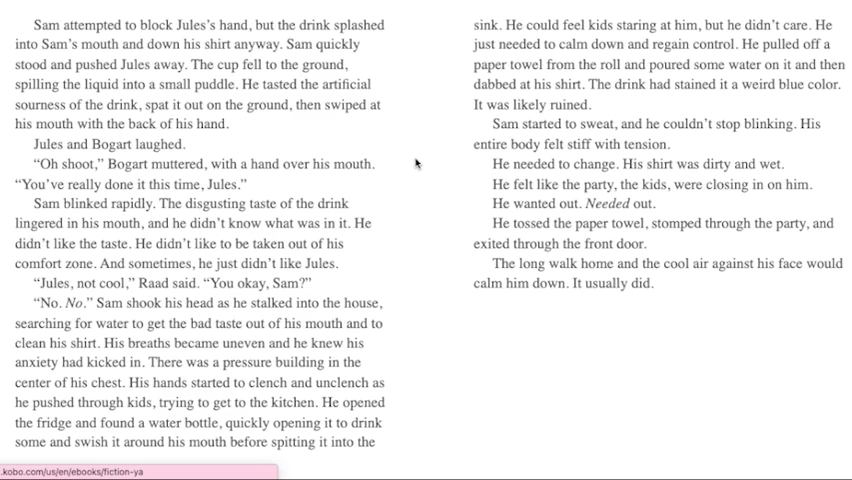 Sam attempted to block Jules’s hand, but the drink splashed
into Sam’s mouth and down his shirt anyway. Sam quickly
stood and pushed Jules away. The cup fell to the ground,
spilling the liquid into a small puddle. He tasted the artificial
sourness of the drink, spat it out on the ground, then swiped at
his mouth with the back of his hand.
Jules and Bogart laughed.
“Oh shoot,” Bogart muttered, with a hand over his mouth.
“You’ve really done it this time, Jules.”
Sam blinked rapidly. The disgusting taste of the drink
lingered in his mouth, and he didn’t know what was in it. He
didn’t like the taste. He didn’t like to be taken out of his
comfort zone. And sometimes, he just didn’t like Jules.
“Jules, not cool,” Raad said. “You okay, Sam?”
“No. No.” Sam shook his head as he stalked into the house,
searching for water to get the bad taste out of his mouth and to
clean his shirt. His breaths became uneven and he knew his
anxiety had kicked in. There was a pressure building in the
center of his chest. His hands started to clench and unclench as
he pushed through kids, trying to get to the kitchen. He opened
the fridge and found a water bottle, quickly opening it to drink
some and swish it around his mouth before spitting it into the
sink. He could feel kids staring at him, but he didn’t care. He
just needed to calm down and regain control. He pulled off a
paper towel from the roll and poured some water on it and then
dabbed at his shirt. The drink had stained it a weird blue color.
It was likely ruined.
Sam started to sweat, and he couldn’t stop blinking. His
entire body felt stiff with tension.
He needed to change. His shirt was dirty and wet.
He felt like the party, the kids, were closing in on him.
He wanted out. Needed out.
He tossed the paper towel, stomped through the party, and
exited through the front door.
The long walk home and the cool air against his face would
calm him down. It usually did.
.kobo.com/us/en/ebooks/fiction-ya